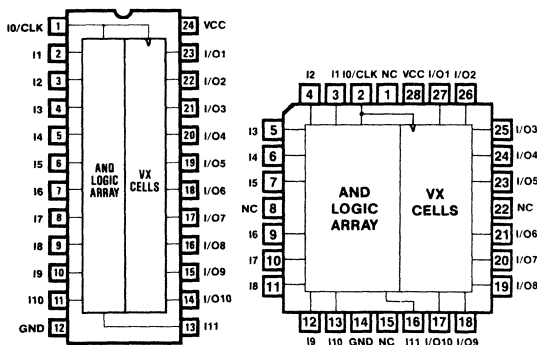 I0/CLK 1 24 VCC
I1 2 23 I/O1
I2 3 22 I/O2
I3 4 21 I/O3
I4 5 20 I/O4
I5 6 19 I/O5
I6 7 18 I/O6
I7 8 17 I/O7
I8 9 16 I/O8
I9 10 15 I/O9
I10 11 14 I/O10
GND 12 13 I11
AND
LOGIC
ARRAY
VX
CELLS
I2 I1 I0/CLK NC VCC I/O1 I/O2
4 3 2 1 28 27 26
I3 5 25 I/O3
I4 6 24 I/O4
I5 7 23 I/O5
NC 8 22 NC
I6 9 21 I/O6
I7 10 20 I/O7
I8 11 19 I/O8
AND
LOGIC
ARRAY
VX
CELLS
12 13 14 15 16 17 18
I9 I10 GND NC I11 I/O10 I/O9